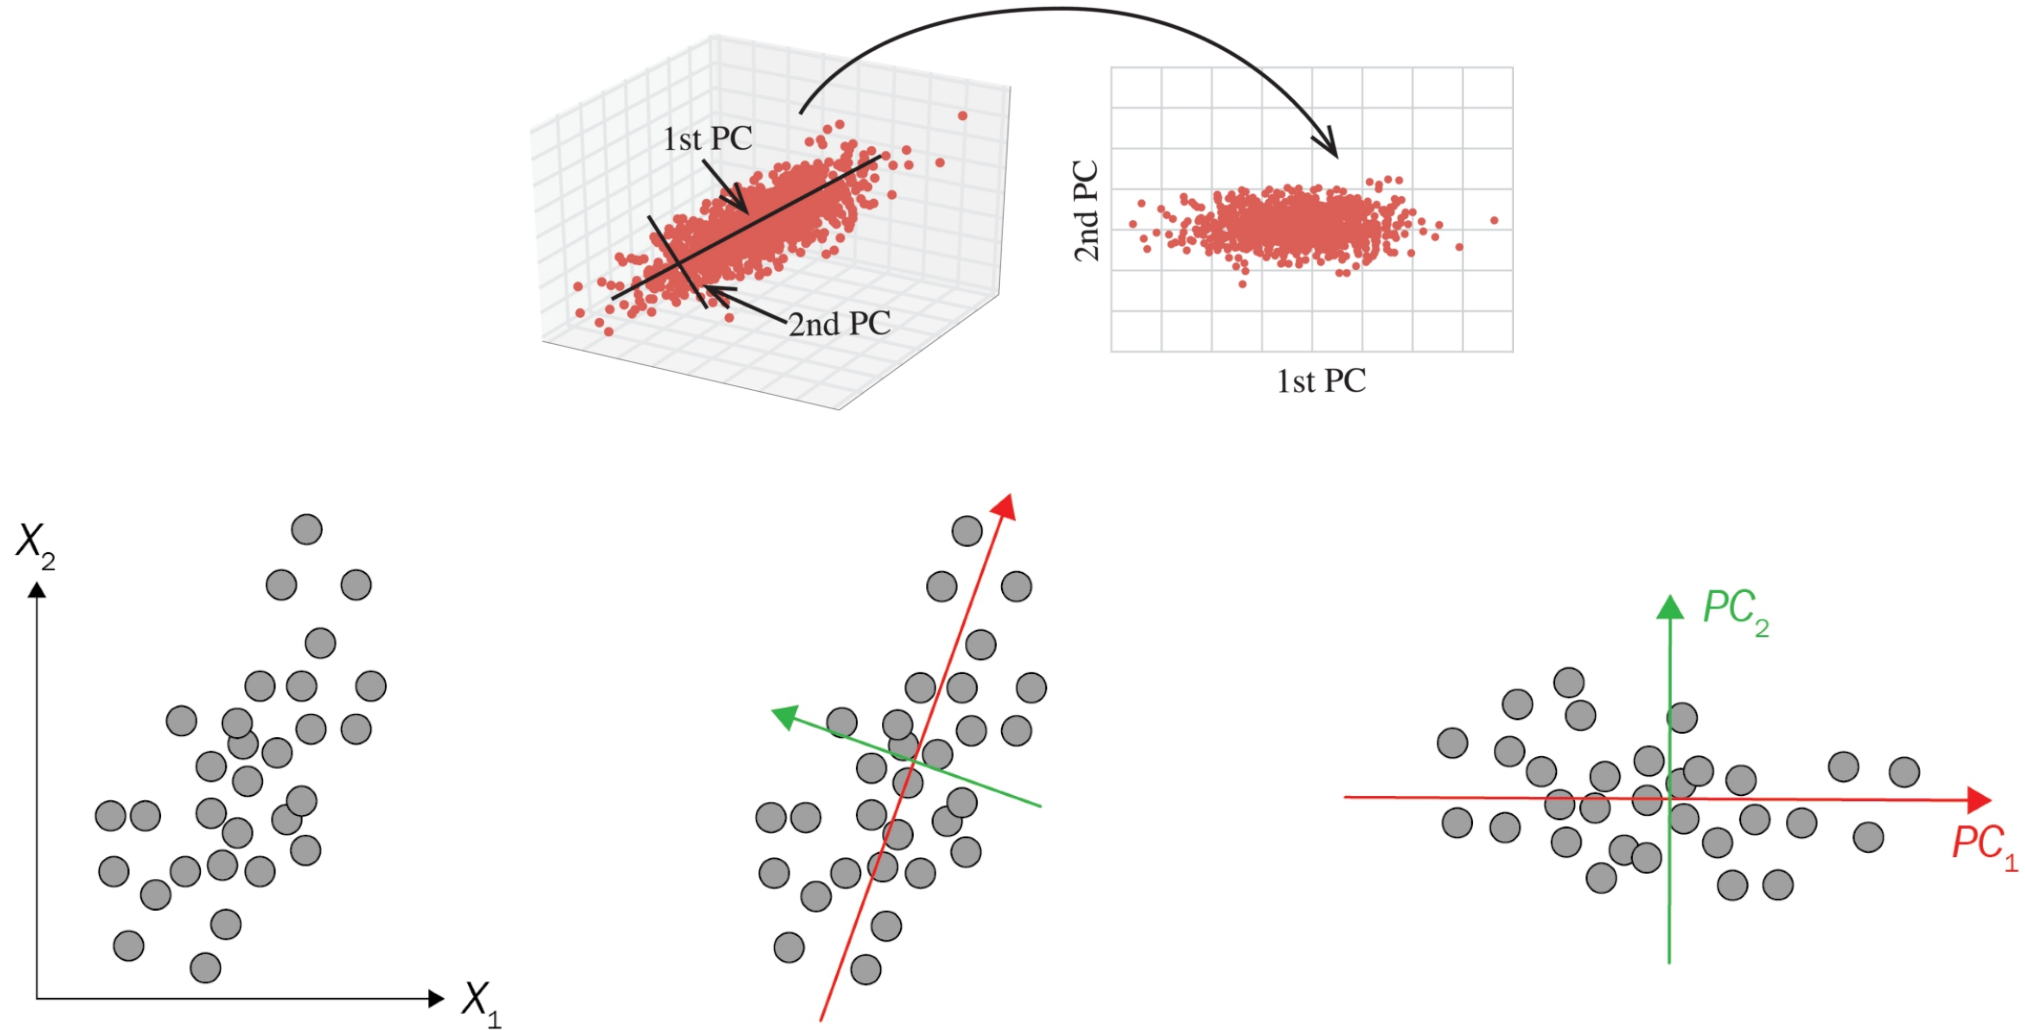 1st PC
2nd PC
2nd PC
1st PC
X₂
X₁
PC₂
PC₁